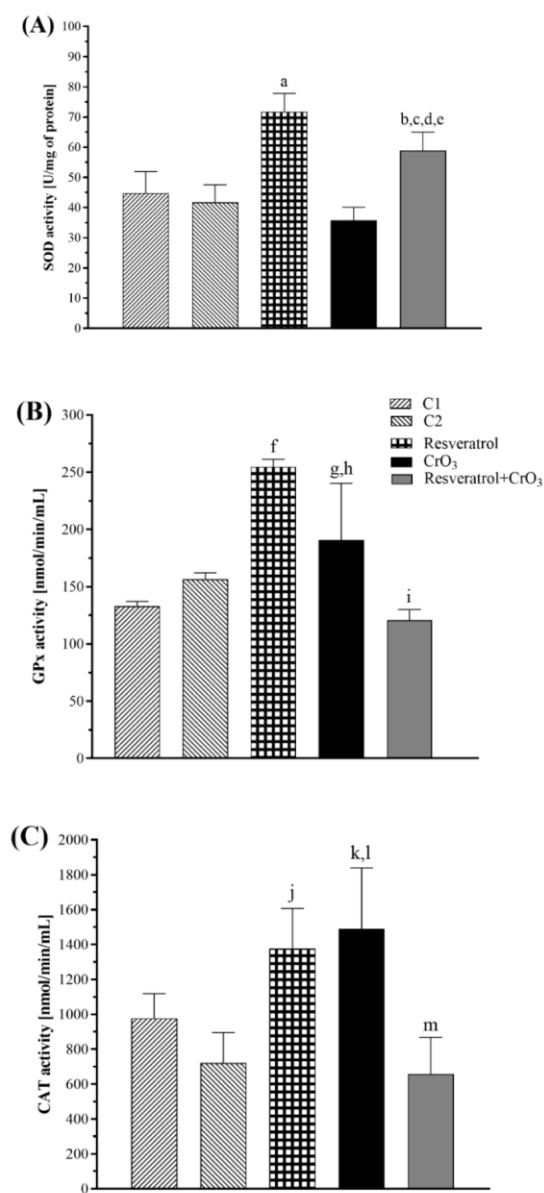 (A)
SOD activity [U/mg of protein]
100
90
80
70
60
50
40
30
20
10
0
a
b,c,d,e
(B)
GPx activity [nmol/min/mL]
300
250
200
150
100
50
0
f
g,h
i
C1
C2
Resveratrol
CrO₃
Resveratrol+CrO₃
(C)
CAT activity [nmol/min/mL]
2000
1800
1600
1400
1200
1000
800
600
400
200
0
j
k,l
m